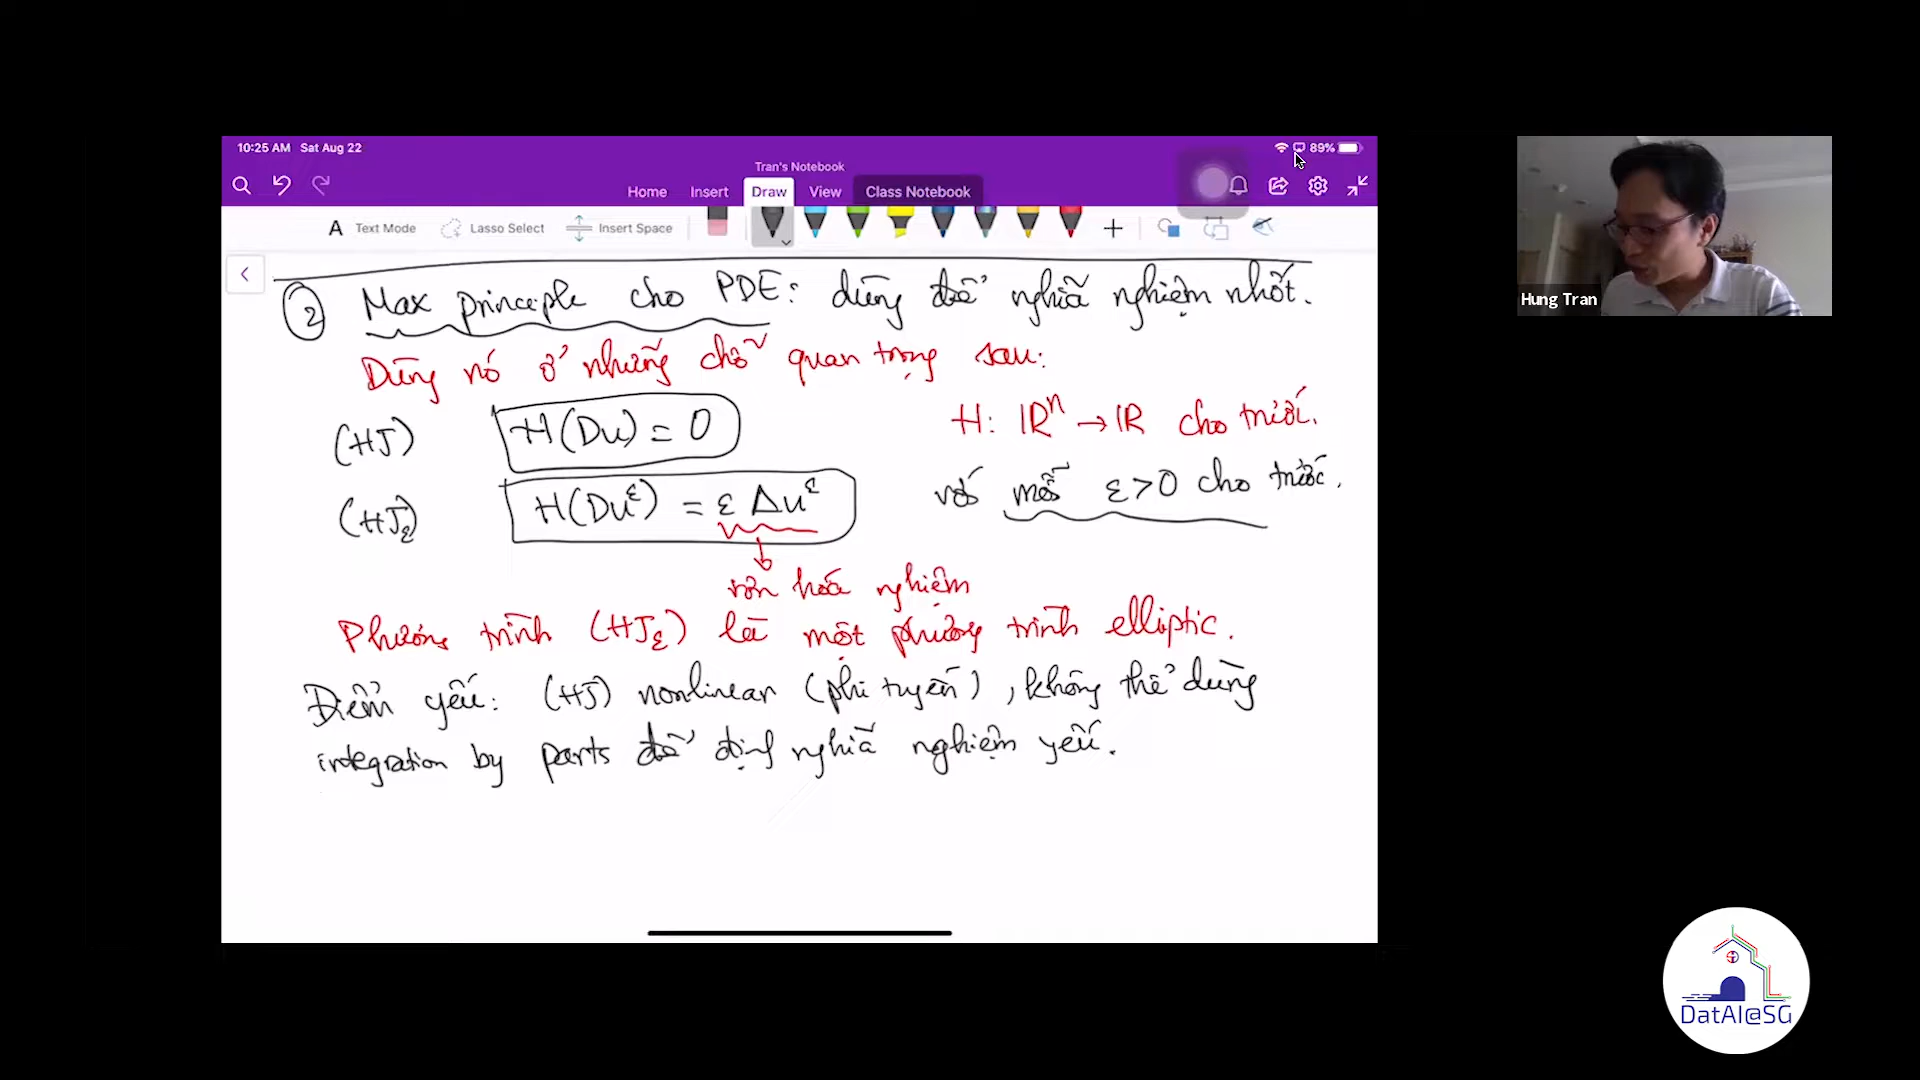 10:25 AM Sat Aug 22
89%
Tran's Notebook
Home Insert Draw View Class Notebook
A Text Mode Lasso Select Insert Space
② Max principle cho PDE: dùng để nghĩa nghiệm nhớt.
Dùng nó ở những chỗ quan trọng sau:
(HJ) H(Du) = 0 H: ℝⁿ → ℝ cho trước.
(HJε) H(Duᵋ) = ε Δuᵋ với mỗi ε > 0 cho trước.
trơn hoá nghiệm
Phương trình (HJε) là một phương trình elliptic.
Điểm yếu: (HJ) nonlinear (phi tuyến), không thể dùng
integration by parts để định nghĩa nghiệm yếu.
Hung Tran
DatAI@SG